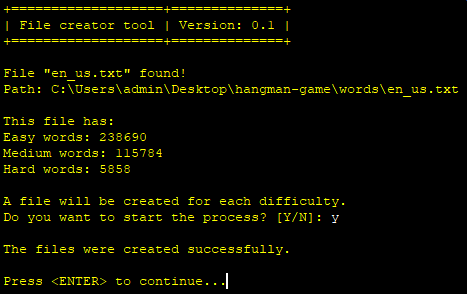 +====================+==============+
| File creator tool | Version: 0.1 |
+====================+==============+
File "en_us.txt" found!
Path: C:\Users\admin\Desktop\hangman-game\words\en_us.txt
This file has:
Easy words: 238690
Medium words: 115784
Hard words: 5858
A file will be created for each difficulty.
Do you want to start the process? [Y/N]: y
The files were created successfully.
Press <ENTER> to continue...